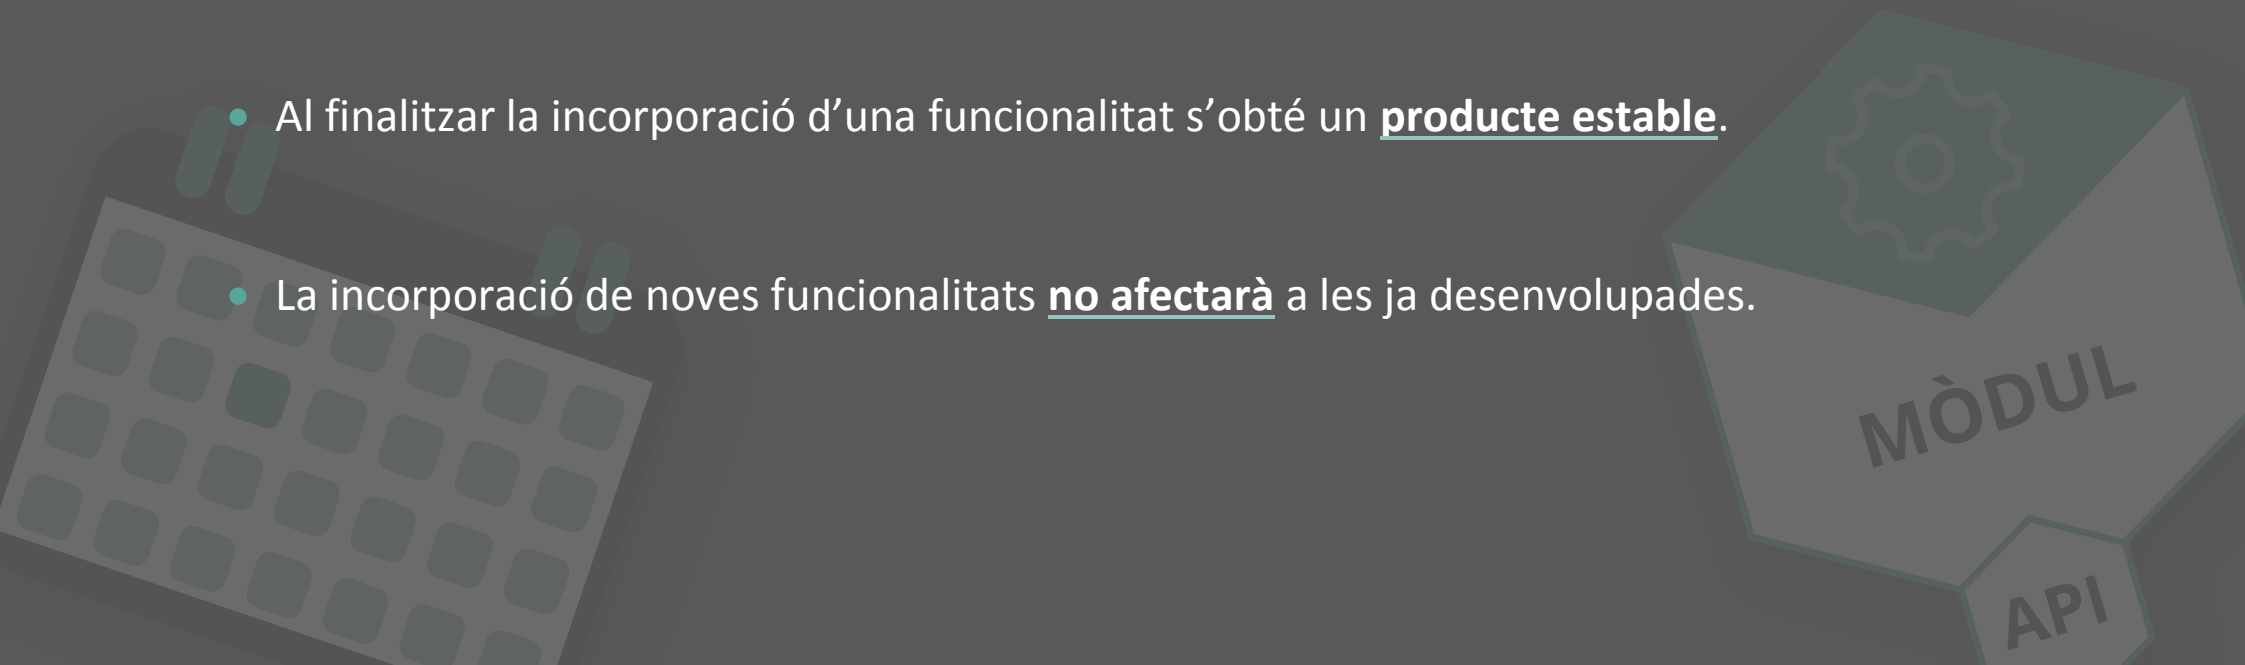 Al finalitzar la incorporació d’una funcionalitat s’obté un producte estable.
La incorporació de noves funcionalitats no afectarà a les ja desenvolupades.
MÒDUL
API